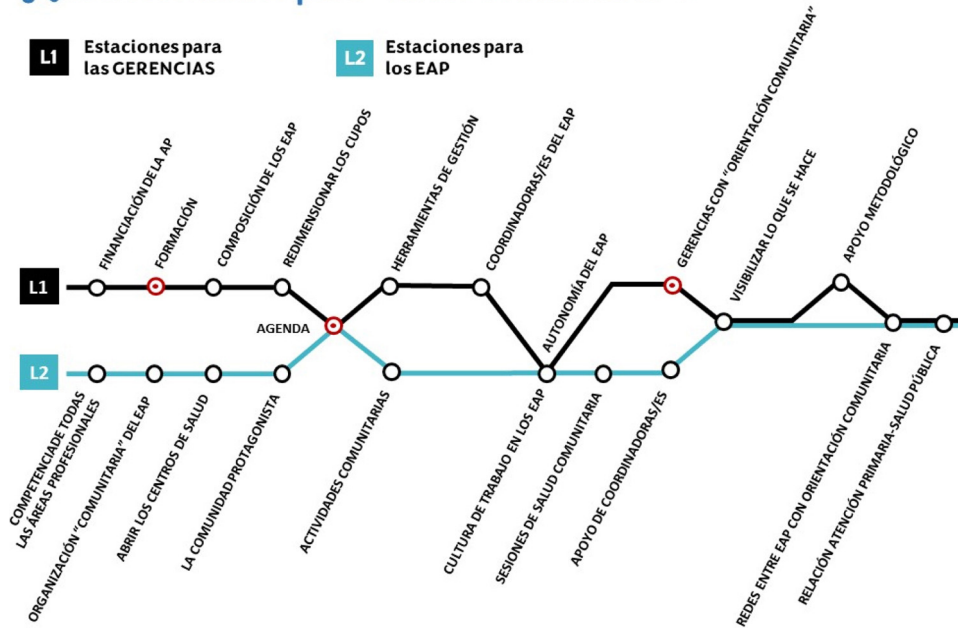 L1
Estaciones para
las GERENCIAS
L2
Estaciones para
los EAP
FINANCIACIÓN DE LA AP
FORMACIÓN
COMPOSICIÓN DE LOS EAP
REDIMENSIONAR LOS CUPOS
HERRAMIENTAS DE GESTIÓN
COORDINADORAS/ES DEL EAP
AUTONOMÍA DEL EAP
GERENCIAS CON "ORIENTACIÓN COMUNITARIA"
VISIBILIZAR LO QUE SE HACE
APOYO METODOLÓGICO
L1
AGENDA
L2
COMPETENCIA DE TODAS
LAS ÁREAS PROFESIONALES
ORGANIZACIÓN "COMUNITARIA" DEL EAP
ABRIR LOS CENTROS DE SALUD
LA COMUNIDAD PROTAGONISTA
ACTIVIDADES COMUNITARIAS
CULTURA DE TRABAJO EN LOS EAP
SESIONES DE SALUD COMUNITARIA
APOYO DE COORDINADORAS/ES
REDES ENTRE EAP CON ORIENTACIÓN COMUNITARIA
RELACIÓN ATENCIÓN PRIMARIA-SALUD PÚBLICA